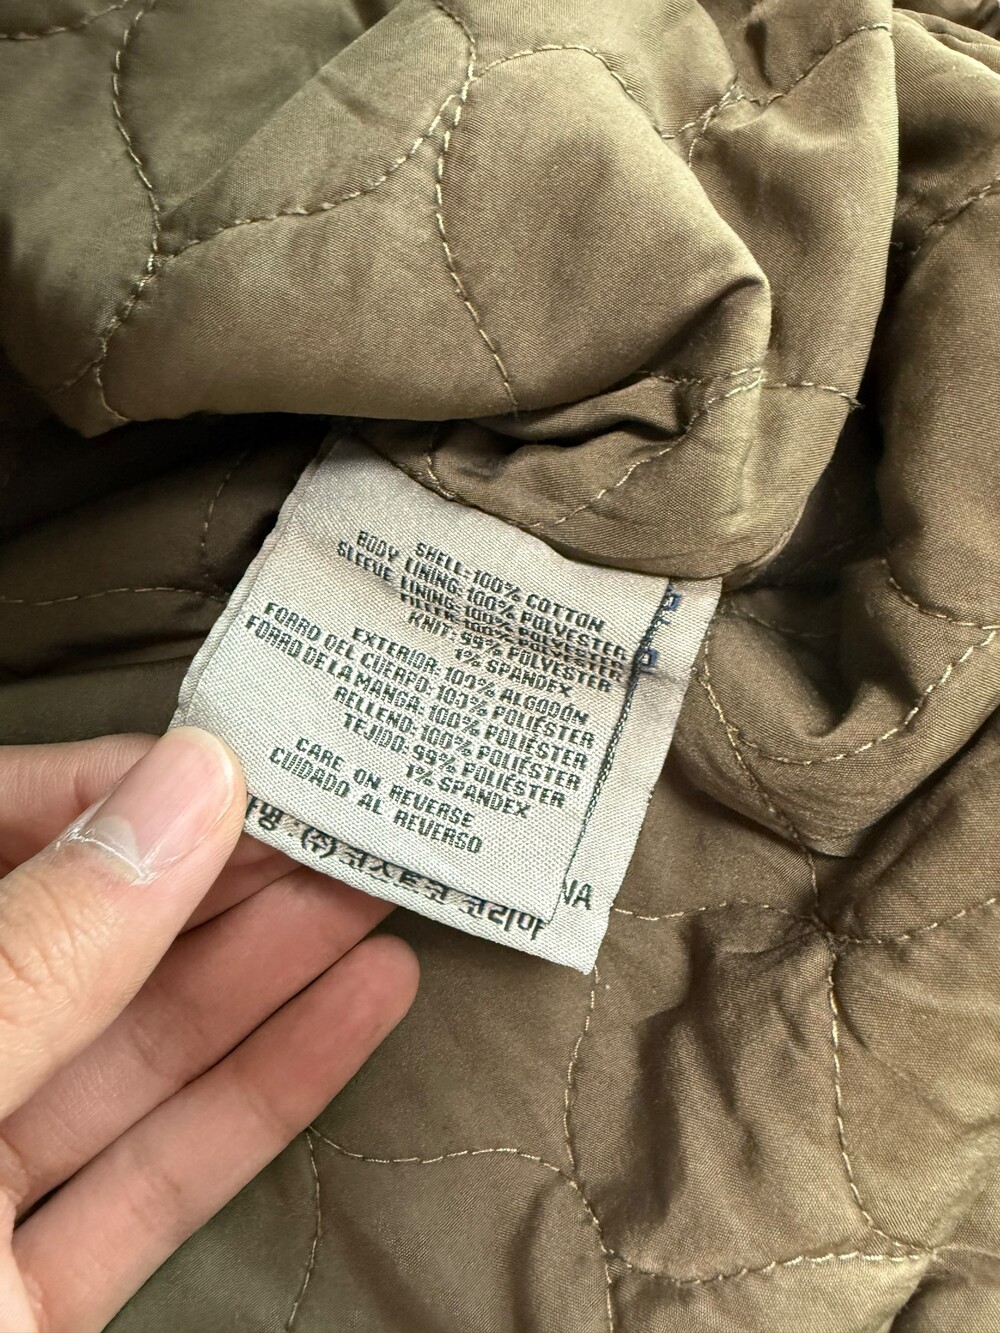 SHELL: 100% COTTON
BODY LINING: 100% POLYESTER
SLEEVE LINING: 100% POLYESTER
FILLER: 100% POLYESTER
KNIT: 99% POLYESTER
1% SPANDEX
EXTERIOR: 100% ALGODÓN
FORRO DEL CUERPO: 100% POLIÉSTER
FORRO DE LA MANGA: 100% POLIÉSTER
RELLENO: 100% POLIÉSTER
TEJIDO: 99% POLIÉSTER
1% SPANDEX
CARE ON REVERSE
CUIDADO AL REVERSO